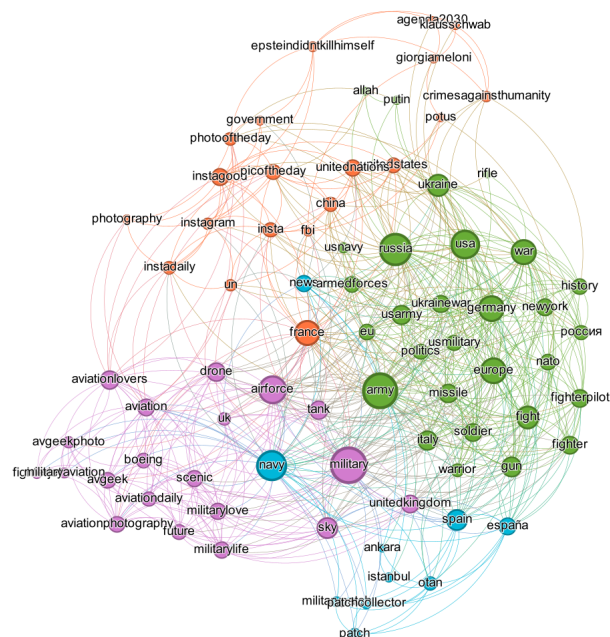 agenda2030
klausschwab
epsteindidntkillhimself
giorgiameloni
allah
crimesagainsthumanity
putin
government
potus
photooftheday
unitednations
unitedstates
instagood
picoftheday
rifle
ukraine
china
photography
instagram
insta
fbi
russia
usa
war
usnavy
instadaily
un
news
armedforces
history
ukrainewar
germany
newyork
usarmy
france
eu
россия
usmilitary
politics
nato
europe
drone
aviationlovers
airforce
army
missile
fighterpilot
aviation
tank
uk
fight
soldier
italy
avgeekphoto
fighter
boeing
navy
military
warrior
gun
militaryaviation
avgeek
scenic
aviationdaily
militarylove
unitedkingdom
aviationphotography
future
sky
spain
españa
militarylife
ankara
istanbul
otan
patchcollector
patch